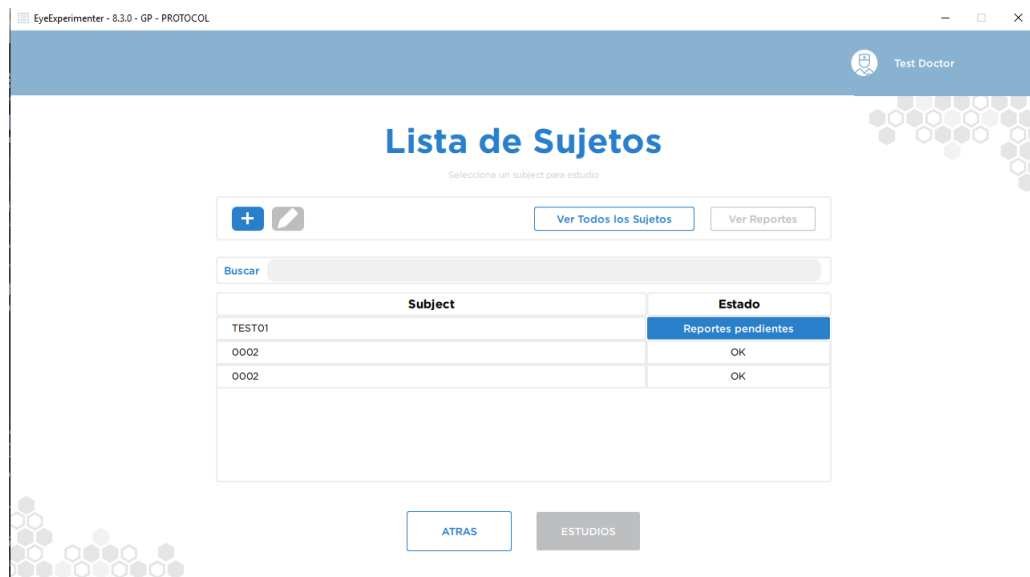 EyeExperimenter - 8.3.0 - GP - PROTOCOL
Test Doctor
Lista de Sujetos
Seleccione un subject para estudio
+ Ver Todos los Sujetos Ver Reportes
Buscar
Subject Estado
TEST01 Reportes pendientes
0002 OK
0002 OK
ATRAS ESTUDIOS